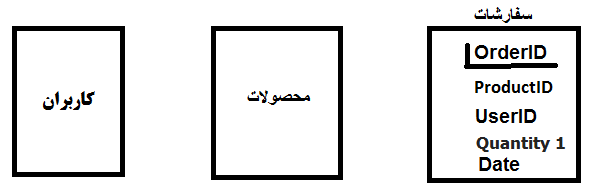 سفارشات
کاربران
محصولات
OrderID
ProductID
UserID
Quantity 1
Date